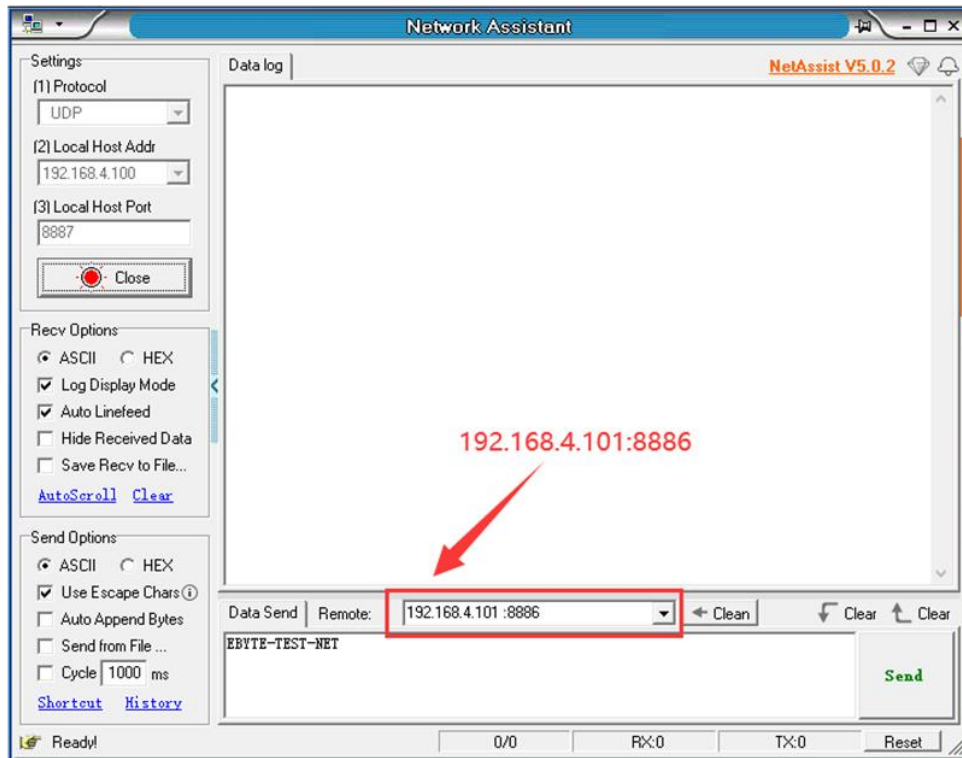 Network Assistant
Settings
(1) Protocol
UDP
(2) Local Host Addr
192.168.4.100
(3) Local Host Port
8887
Close
Recv Options
ASCII HEX
Log Display Mode
Auto Linefeed
Hide Received Data
Save Recv to File...
AutoScroll Clear
Send Options
ASCII HEX
Use Escape Chars
Auto Append Bytes
Send from File ...
Cycle 1000 ms
Shortcut History
Data log
NetAssist V5.0.2
192.168.4.101:8886
Data Send Remote: 192.168.4.101 :8886 Clean Clear Clear
EBYTE-TEST-NET
Send
Ready! 0/0 RX:0 TX:0 Reset